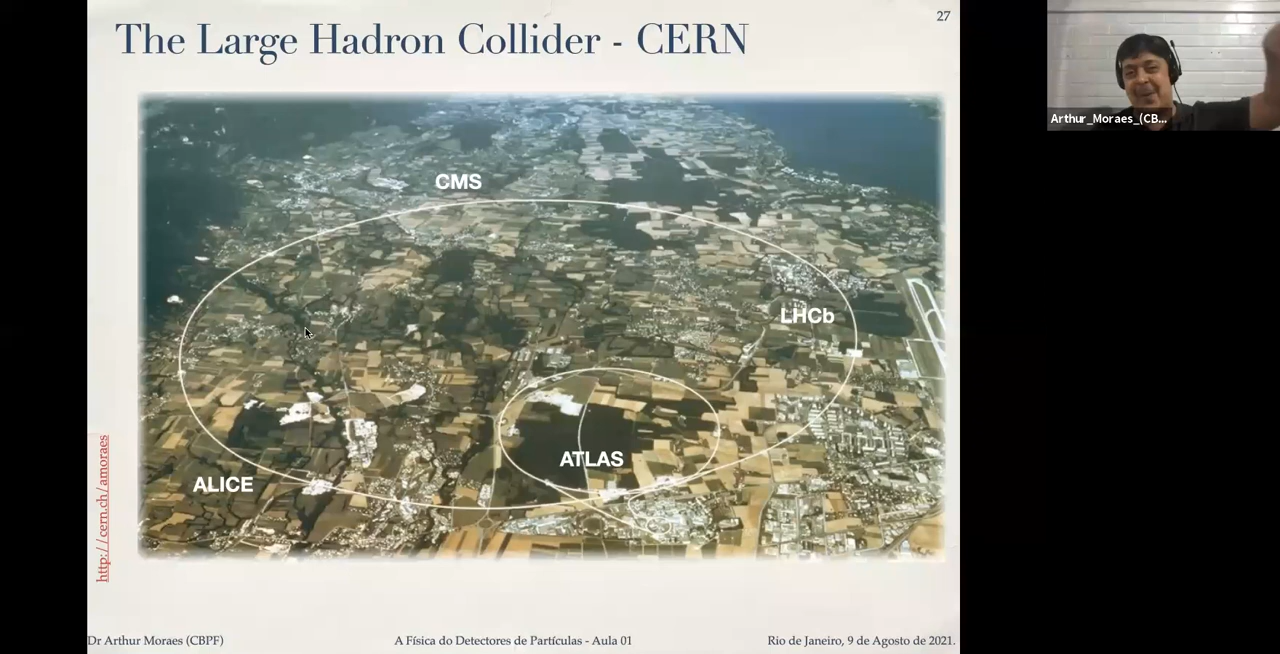 27
The Large Hadron Collider - CERN
Arthur_Moraes_(CB...
CMS
LHCb
ATLAS
ALICE
http://cern.ch/amoraes
Dr Arthur Moraes (CBPF)
A Física do Detectores de Partículas - Aula 01
Rio de Janeiro, 9 de Agosto de 2021.